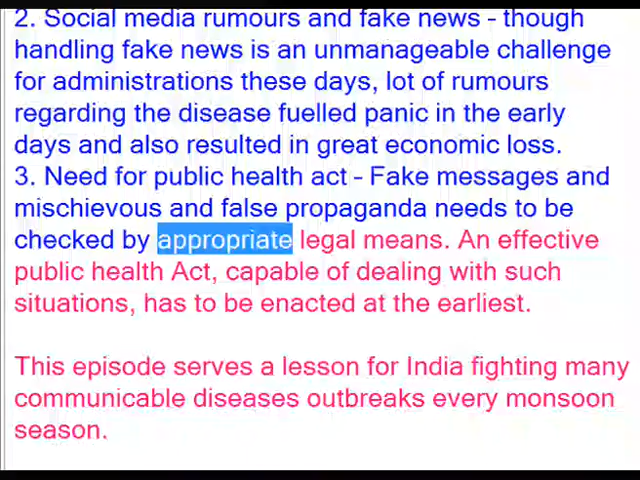 2. Social media rumours and fake news - though
handling fake news is an unmanageable challenge
for administrations these days, lot of rumours
regarding the disease fuelled panic in the early
days and also resulted in great economic loss.
3. Need for public health act - Fake messages and
mischievous and false propaganda needs to be
checked by appropriate legal means. An effective
public health Act, capable of dealing with such
situations, has to be enacted at the earliest.
This episode serves a lesson for India fighting many
communicable diseases outbreaks every monsoon
season.